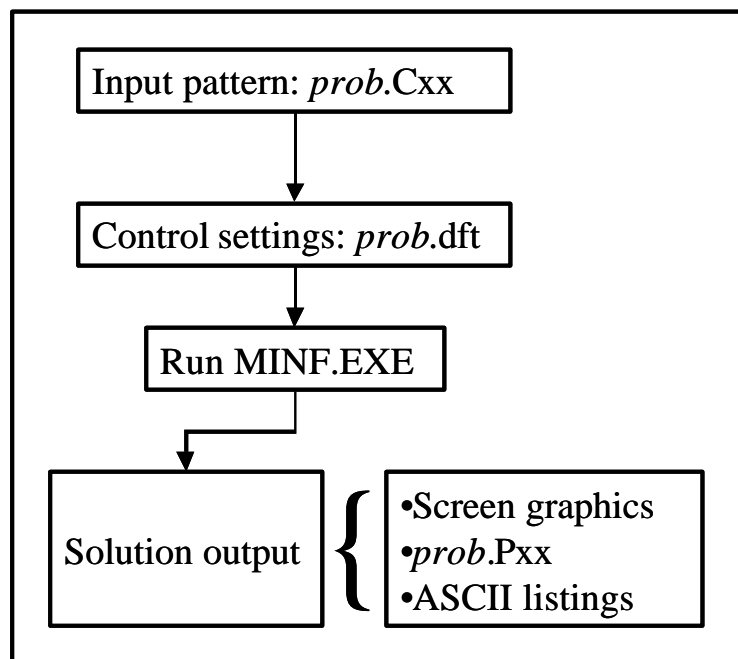 Input pattern: prob.Cxx
Control settings: prob.dft
Run MINF.EXE
Solution output
•Screen graphics
•prob.Pxx
•ASCII listings